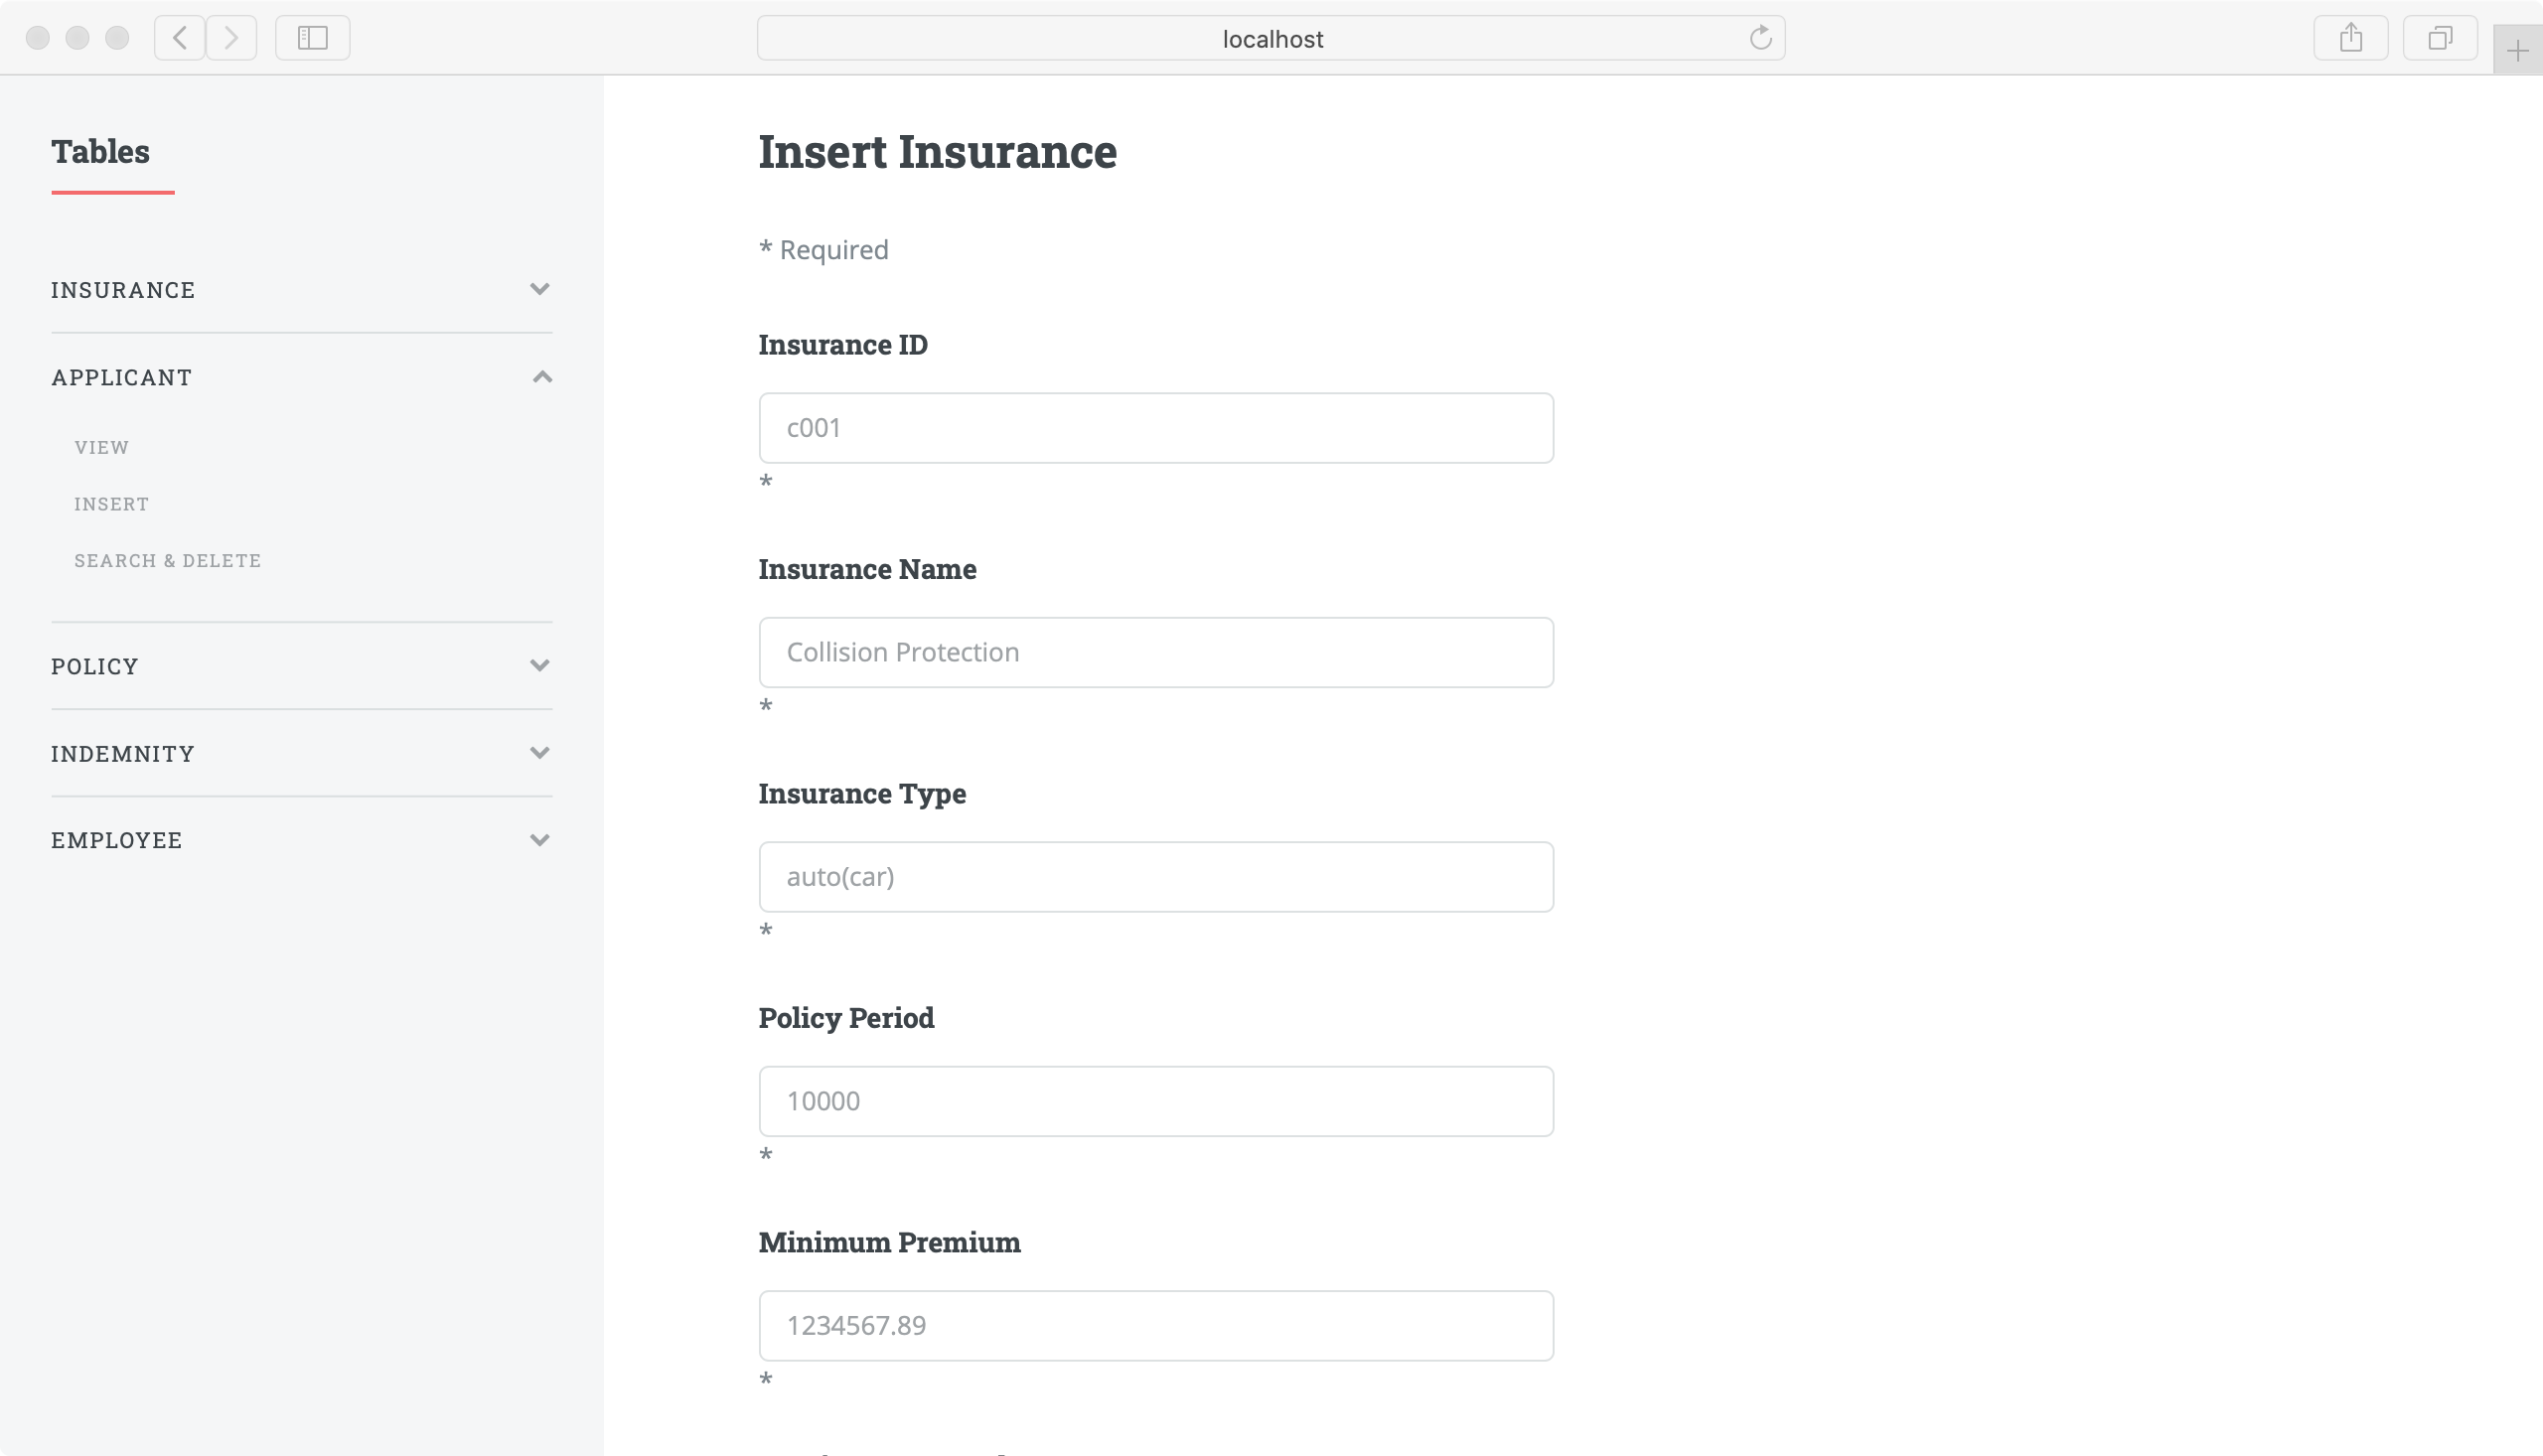 localhost
Tables
INSURANCE
APPLICANT
VIEW
INSERT
SEARCH & DELETE
POLICY
INDEMNITY
EMPLOYEE
Insert Insurance
* Required
Insurance ID
c001
*
Insurance Name
Collision Protection
*
Insurance Type
auto(car)
*
Policy Period
10000
*
Minimum Premium
1234567.89
*